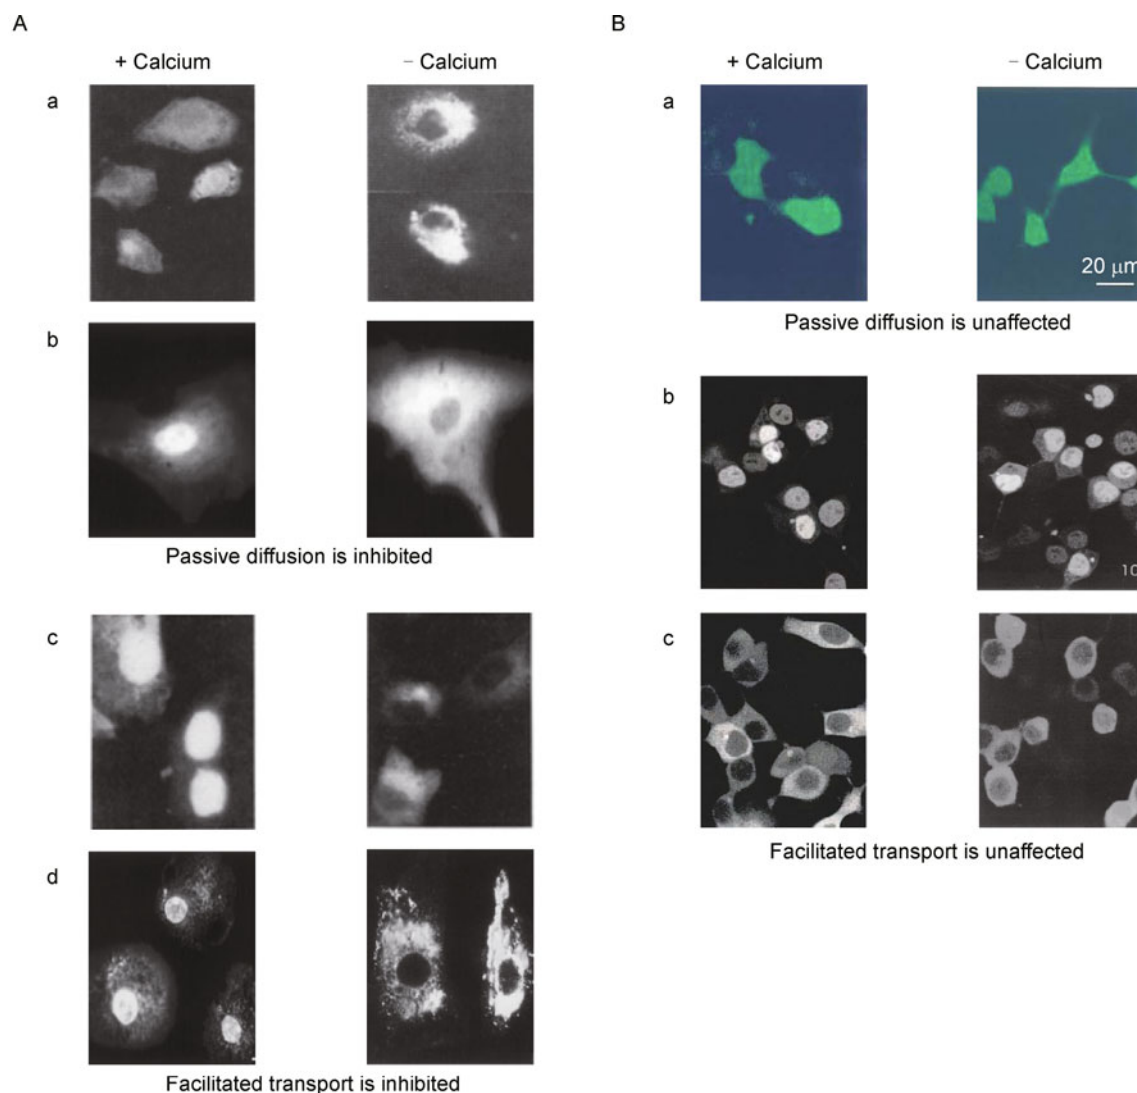 A
+ Calcium
− Calcium
a
b
Passive diffusion is inhibited
c
d
Facilitated transport is inhibited
B
+ Calcium
− Calcium
a
20 μm
Passive diffusion is unaffected
b
10
c
Facilitated transport is unaffected